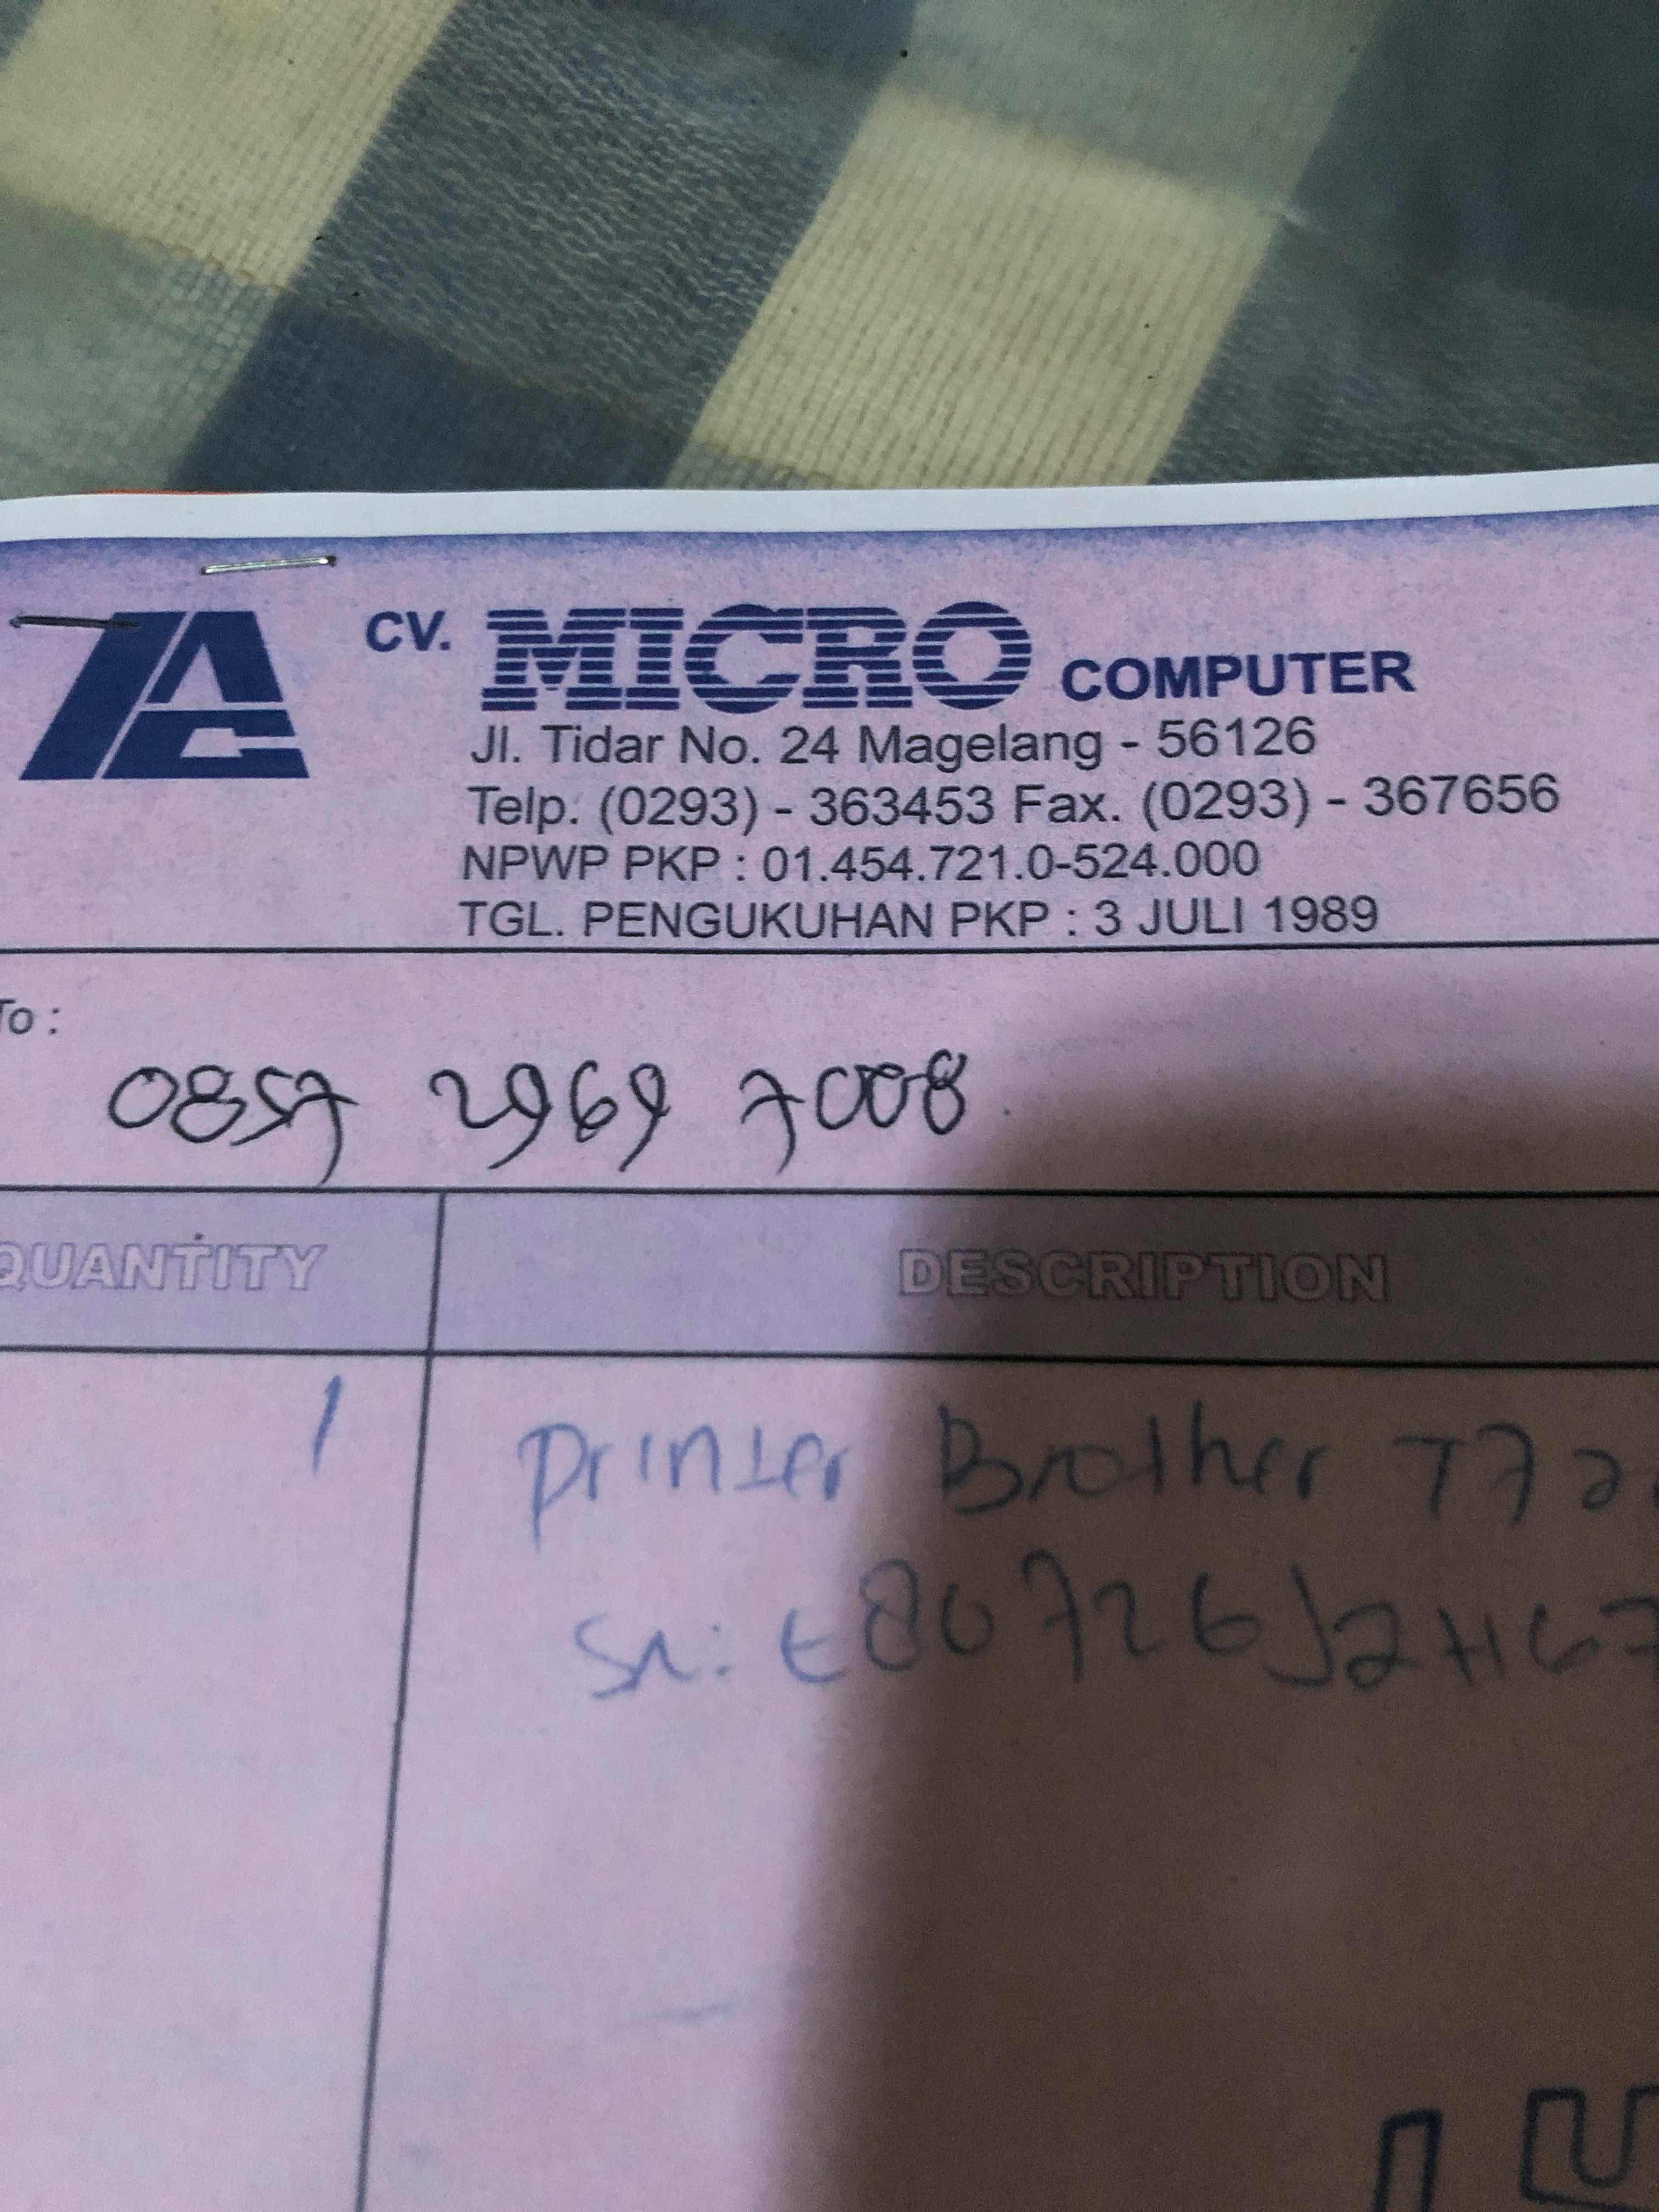 CV. MICRO COMPUTER
Jl. Tidar No. 24 Magelang - 56126
Telp. (0293) - 363453 Fax. (0293) - 367656
NPWP PKP : 01.454.721.0-524.000
TGL. PENGUKUHAN PKP : 3 JULI 1989
To :
0857 2969 7008
QUANTITY DESCRIPTION
1 Printer Brother
Sn: